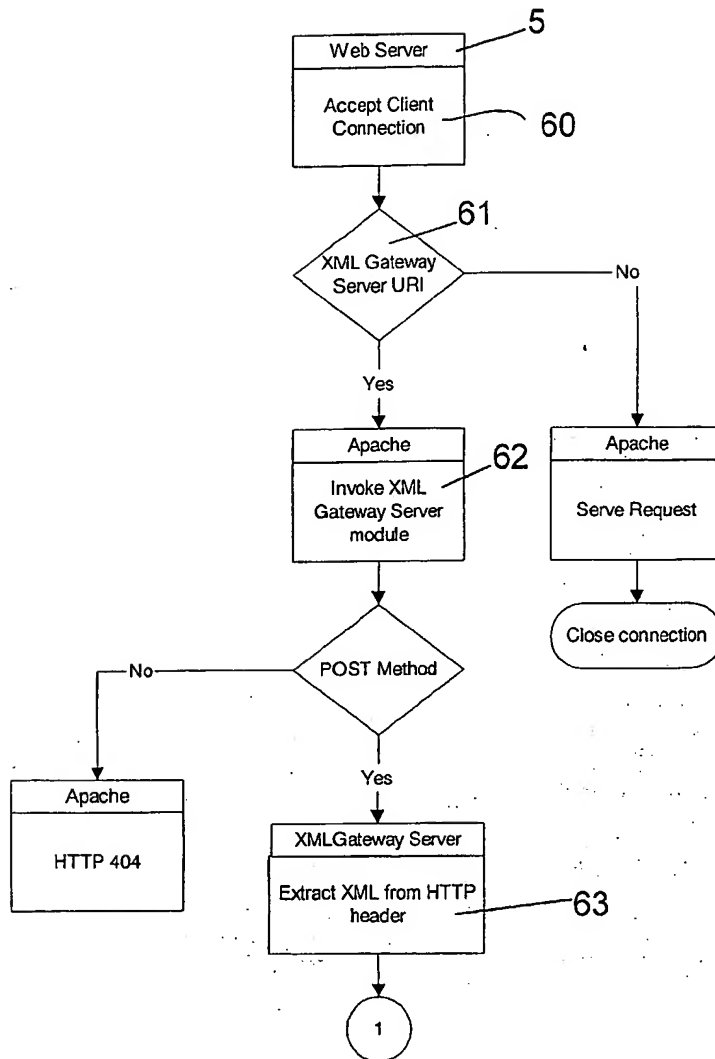 5
Web Server
Accept Client
Connection
60
61
XML Gateway
Server URI
No
Yes
Apache
Invoke XML
Gateway Server
module
62
Apache
Serve Request
Close connection
POST Method
No
Yes
Apache
HTTP 404
XMLGateway Server
Extract XML from HTTP
header
63
1